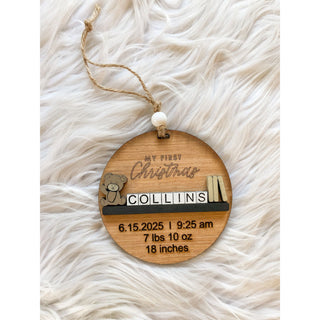 MY FIRST
Christmas
COLLINS
6.15.2025 | 9:25 am
7 lbs 10 oz
18 inches